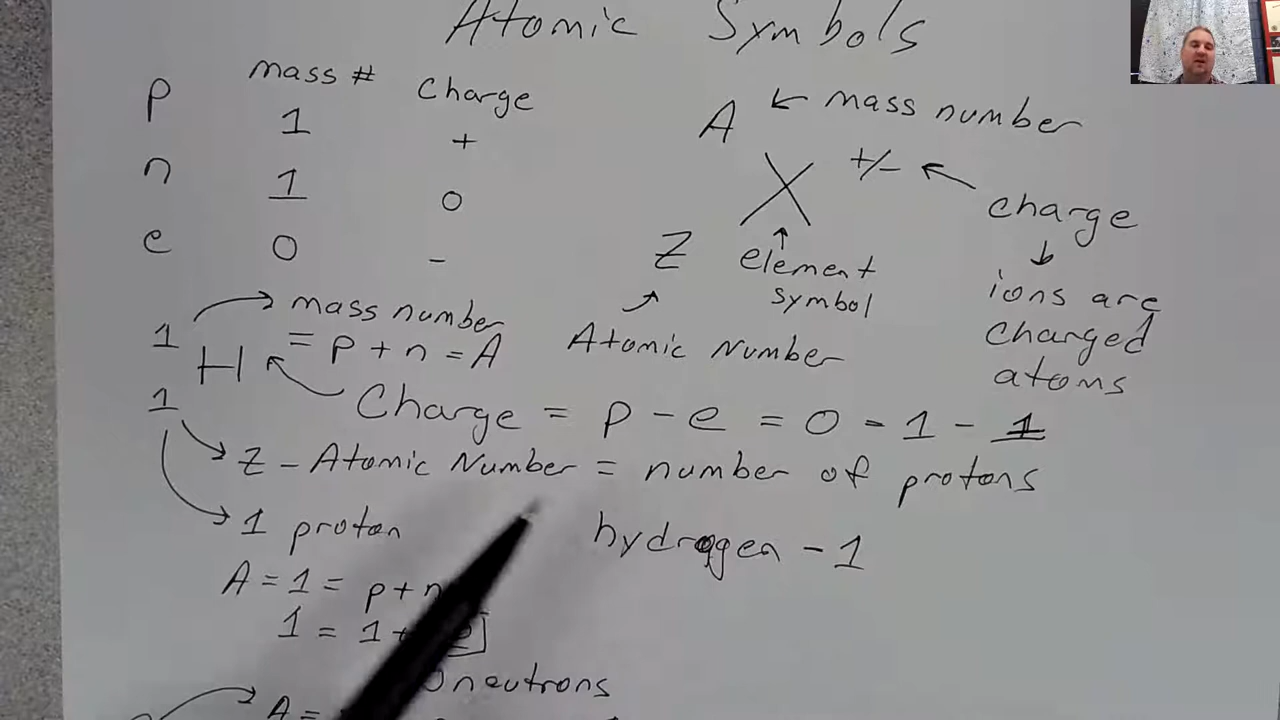 Atomic Symbols
mass # charge
p 1 +
n 1 0
e 0 -
A ← mass number
X +/- ← charge
Z element symbol
Atomic Number
↓
ions are
charged
atoms
1 → mass number
H = p + n = A
1 Charge = p - e = 0 = 1 - 1
→ Z - Atomic Number = number of protons
→ 1 proton
hydrogen - 1
A = 1 = p + n
1 = 1 +
0 neutrons
A =